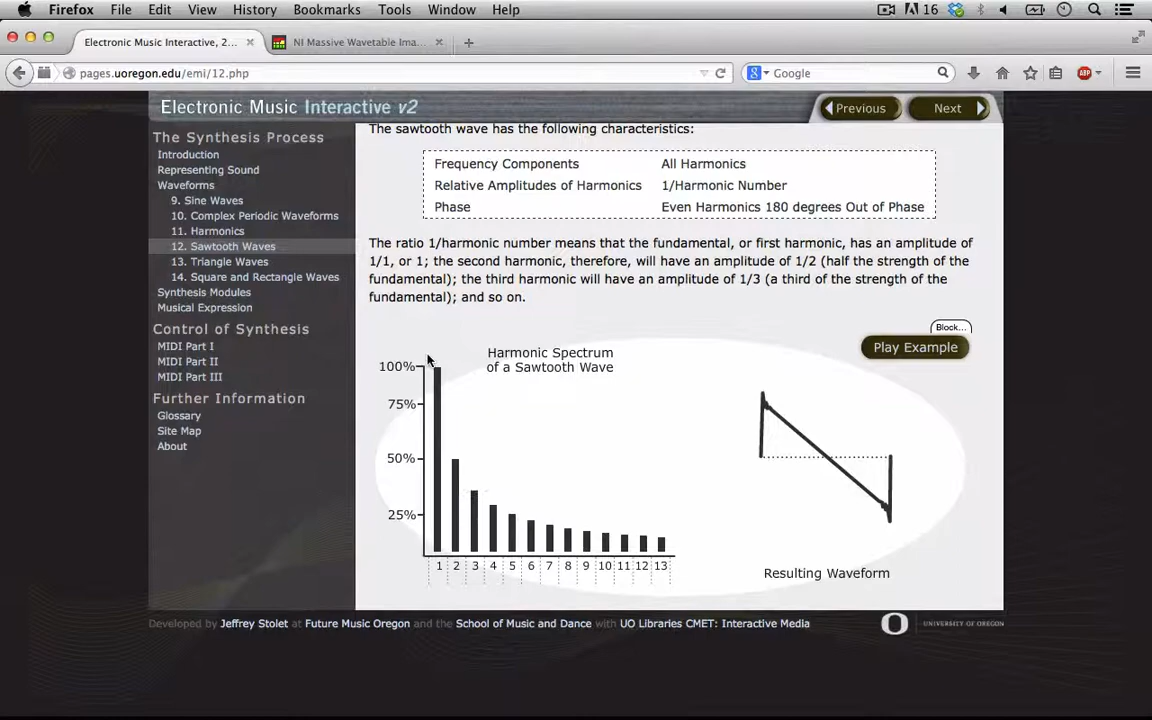 Firefox File Edit View History Bookmarks Tools Window Help 16
Electronic Music Interactive, 2... NI Massive Wavetable Ima...
pages.uoregon.edu/emi/12.php Google ABP
Electronic Music Interactive v2 Previous Next
The Synthesis Process
Introduction
Representing Sound
Waveforms
9. Sine Waves
10. Complex Periodic Waveforms
11. Harmonics
12. Sawtooth Waves
13. Triangle Waves
14. Square and Rectangle Waves
Synthesis Modules
Musical Expression
Control of Synthesis
MIDI Part I
MIDI Part II
MIDI Part III
Further Information
Glossary
Site Map
About
The sawtooth wave has the following characteristics:
Frequency Components All Harmonics
Relative Amplitudes of Harmonics 1/Harmonic Number
Phase Even Harmonics 180 degrees Out of Phase
The ratio 1/harmonic number means that the fundamental, or first harmonic, has an amplitude of
1/1, or 1; the second harmonic, therefore, will have an amplitude of 1/2 (half the strength of the
fundamental); the third harmonic will have an amplitude of 1/3 (a third of the strength of the
fundamental); and so on.
Block...
Play Example
Harmonic Spectrum
of a Sawtooth Wave
100%
75%
50%
25%
1 2 3 4 5 6 7 8 9 10 11 12 13
Resulting Waveform
Developed by Jeffrey Stolet at Future Music Oregon and the School of Music and Dance with UO Libraries CMET: Interactive Media
O UNIVERSITY OF OREGON